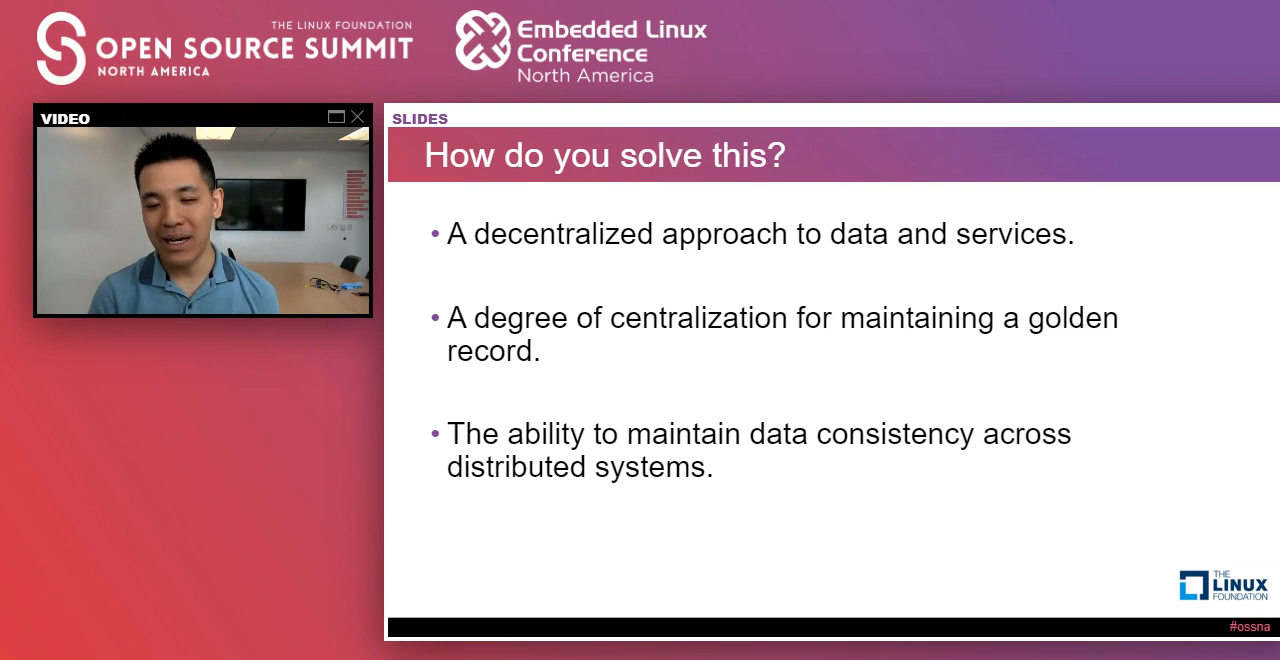 THE LINUX FOUNDATION
OPEN SOURCE SUMMIT
NORTH AMERICA
Embedded Linux
Conference
North America
VIDEO
SLIDES
How do you solve this?
• A decentralized approach to data and services.
• A degree of centralization for maintaining a golden
record.
• The ability to maintain data consistency across
distributed systems.
THE
LINUX
FOUNDATION
#ossna